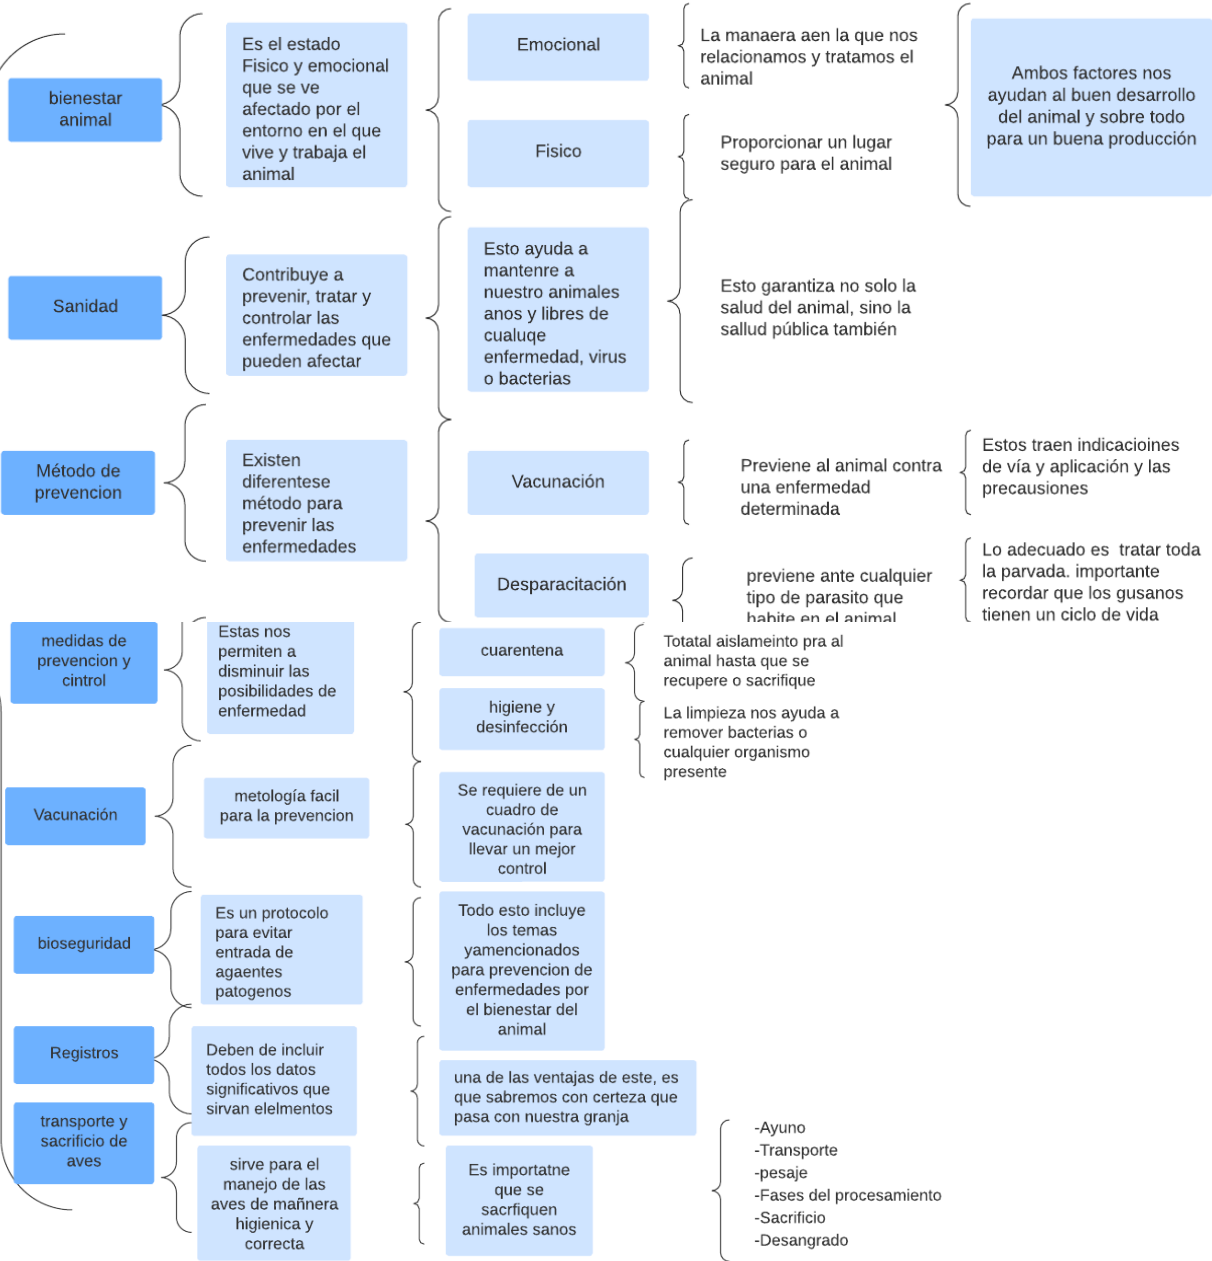 bienestar
animal
Es el estado
Fisico y emocional
que se ve
afectado por el
entorno en el que
vive y trabaja el
animal
Emocional
La manaera aen la que nos
relacionamos y tratamos el
animal
Fisico
Proporcionar un lugar
seguro para el animal
Ambos factores nos
ayudan al buen desarrollo
del animal y sobre todo
para un buena producción
Sanidad
Contribuye a
prevenir, tratar y
controlar las
enfermedades que
pueden afectar
Esto ayuda a
mantenre a
nuestro animales
anos y libres de
cualuqe
enfermedad, virus
o bacterias
Esto garantiza no solo la
salud del animal, sino la
sallud pública también
Método de
prevencion
Existen
diferentese
método para
prevenir las
enfermedades
Vacunación
Previene al animal contra
una enfermedad
determinada
Estos traen indicacioines
de vía y aplicación y las
precausiones
Desparacitación
previene ante cualquier
tipo de parasito que
habite en el animal
Lo adecuado es  tratar toda
la parvada. importante
recordar que los gusanos
tienen un ciclo de vida
medidas de
prevencion y
cintrol
Estas nos
permiten a
disminuir las
posibilidades de
enfermedad
cuarentena
Totatal aislameinto pra al
animal hasta que se
recupere o sacrifique
higiene y
desinfección
La limpieza nos ayuda a
remover bacterias o
cualquier organismo
presente
Vacunación
metología facil
para la prevencion
Se requiere de un
cuadro de
vacunación para
llevar un mejor
control
bioseguridad
Es un protocolo
para evitar
entrada de
agaentes
patogenos
Todo esto incluye
los temas
yamencionados
para prevencion de
enfermedades por
el bienestar del
animal
Registros
Deben de incluir
todos los datos
significativos que
sirvan elelmentos
una de las ventajas de este, es
que sabremos con certeza que
pasa con nuestra granja
transporte y
sacrificio de
aves
sirve para el
manejo de las
aves de mañnera
higienica y
correcta
Es importatne
que se
sacrfiquen
animales sanos
-Ayuno
-Transporte
-pesaje
-Fases del procesamiento
-Sacrificio
-Desangrado